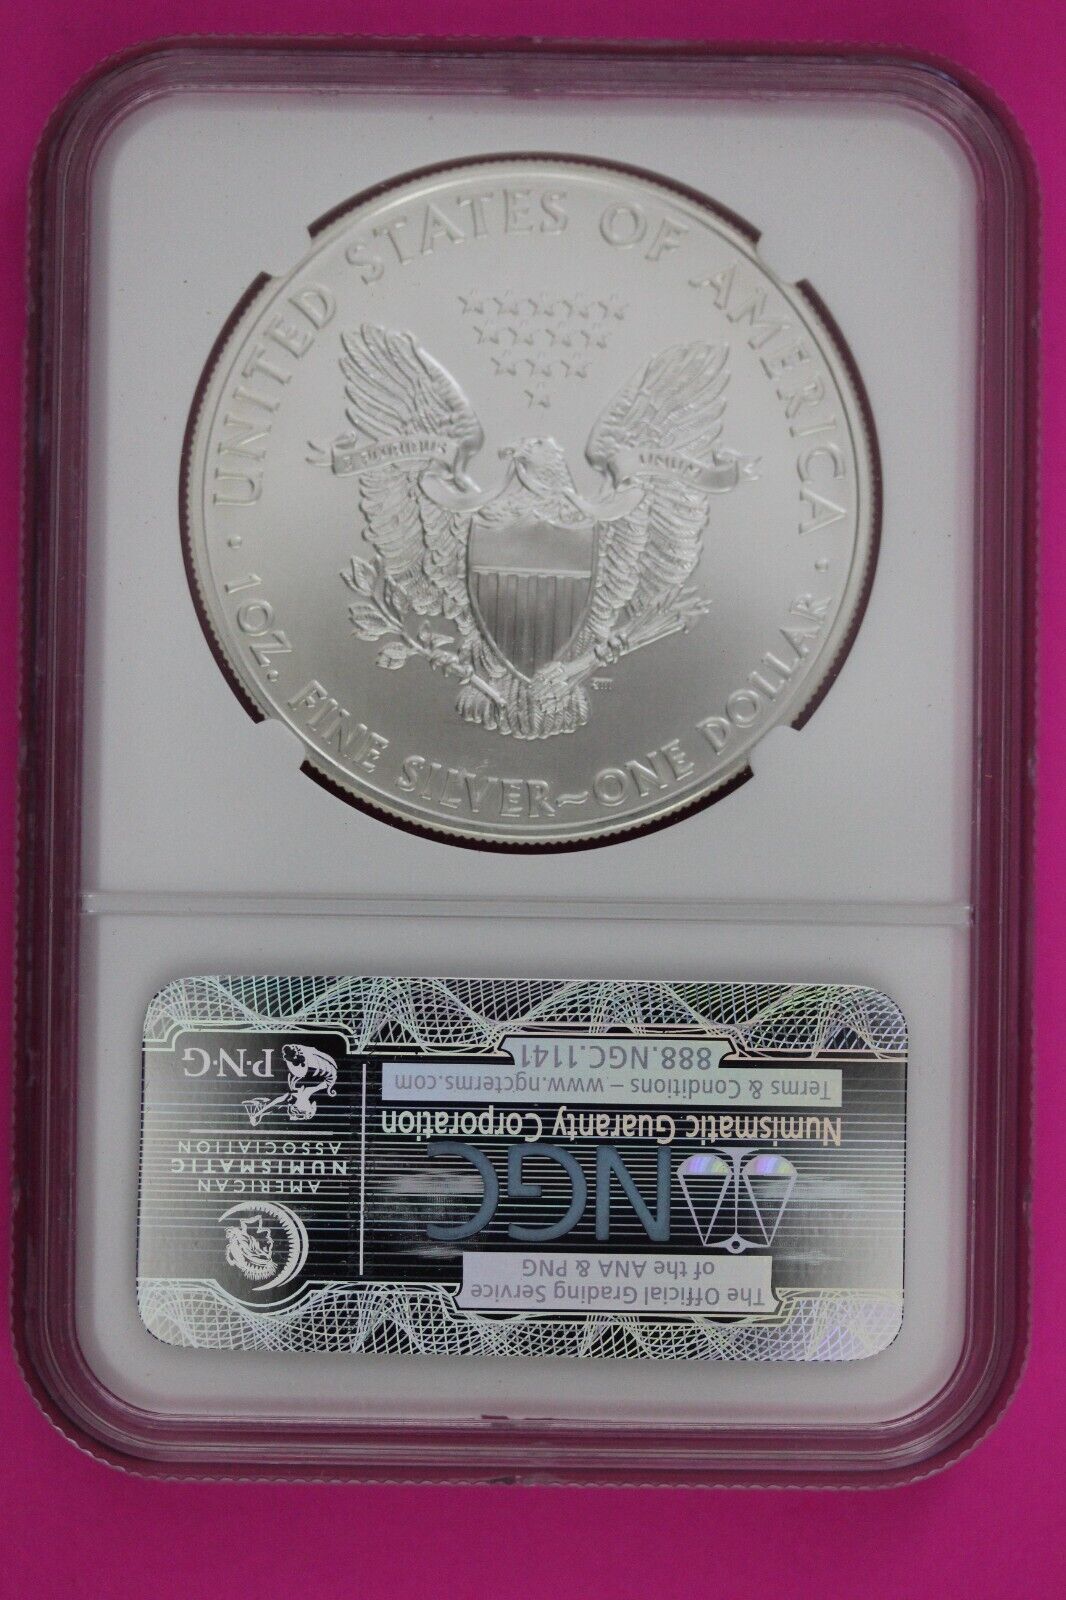 UNITED STATES OF AMERICA
E PLURIBUS UNUM
1 OZ. FINE SILVER~ONE DOLLAR
The Official Grading Service
of the ANA & PNG
NGC
Numismatic Guaranty Corporation
Terms & Conditions – www.ngcterms.com
888.NGC.1141
AMERICAN
NUMISMATIC
ASSOCIATION
P·N·G